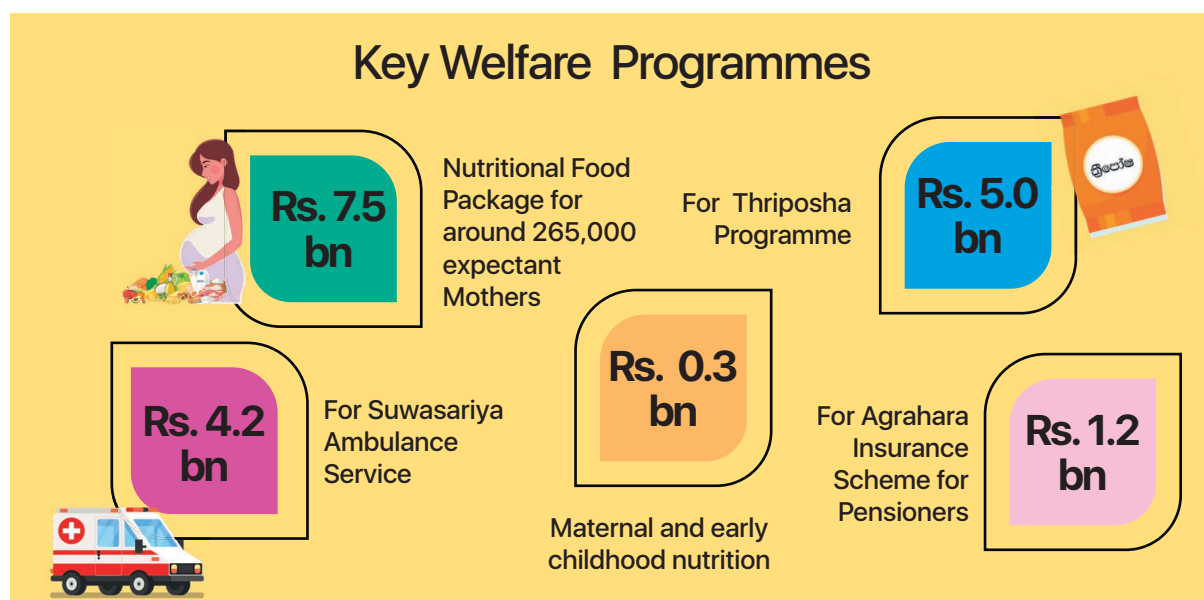 Key Welfare Programmes
Rs. 7.5
bn
Nutritional Food
Package for
around 265,000
expectant
Mothers
For Thriposha
Programme
Rs. 5.0
bn
ත්‍රිපෝෂ
Rs. 4.2
bn
For Suwasariya
Ambulance
Service
Rs. 0.3
bn
Maternal and early
childhood nutrition
For Agrahara
Insurance
Scheme for
Pensioners
Rs. 1.2
bn